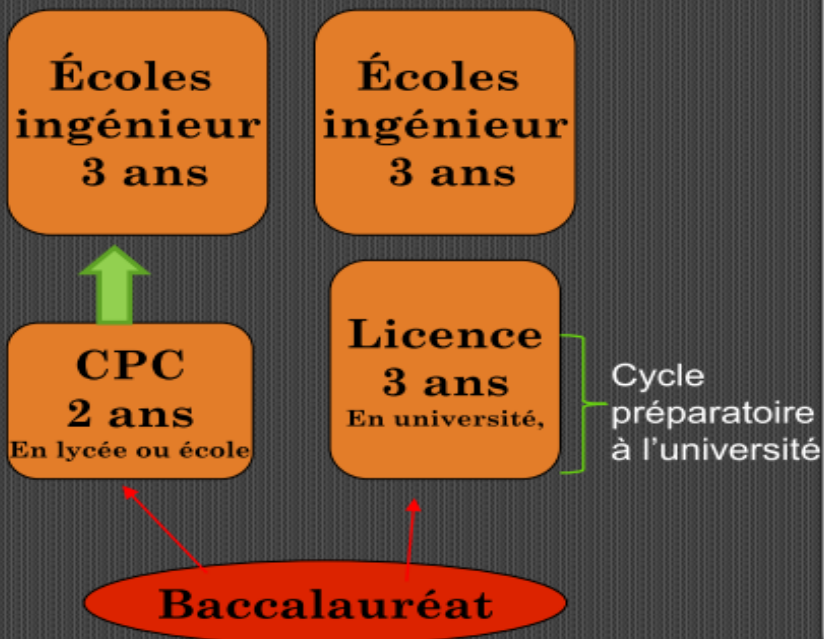 Écoles
ingénieur
3 ans
Écoles
ingénieur
3 ans
CPC
2 ans
En lycée ou école
Licence
3 ans
En université,
Cycle
préparatoire
à l'université
Baccalauréat